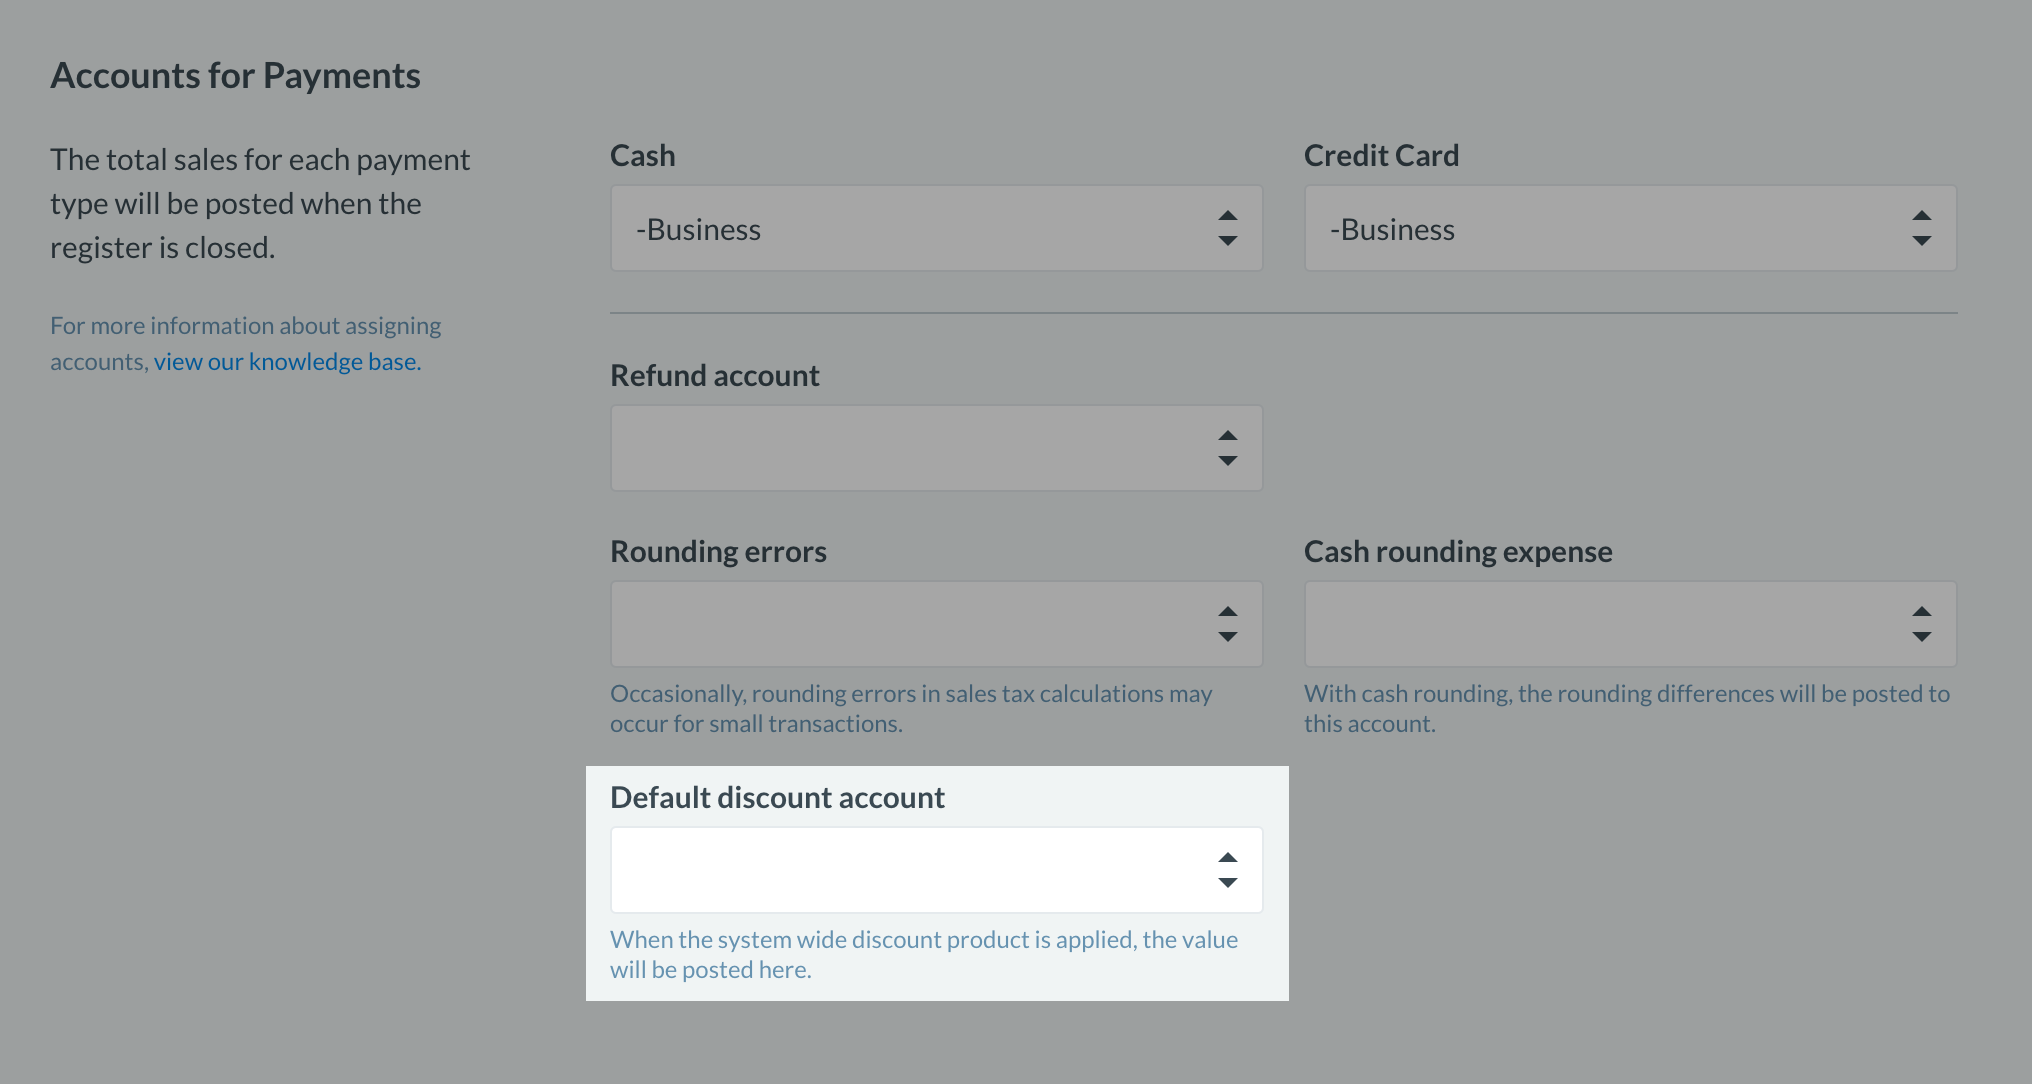 Accounts for Payments
The total sales for each payment
type will be posted when the
register is closed.
For more information about assigning
accounts, view our knowledge base.
Cash
-Business
Credit Card
-Business
Refund account
Rounding errors
Occasionally, rounding errors in sales tax calculations may
occur for small transactions.
Cash rounding expense
With cash rounding, the rounding differences will be posted to
this account.
Default discount account
When the system wide discount product is applied, the value
will be posted here.